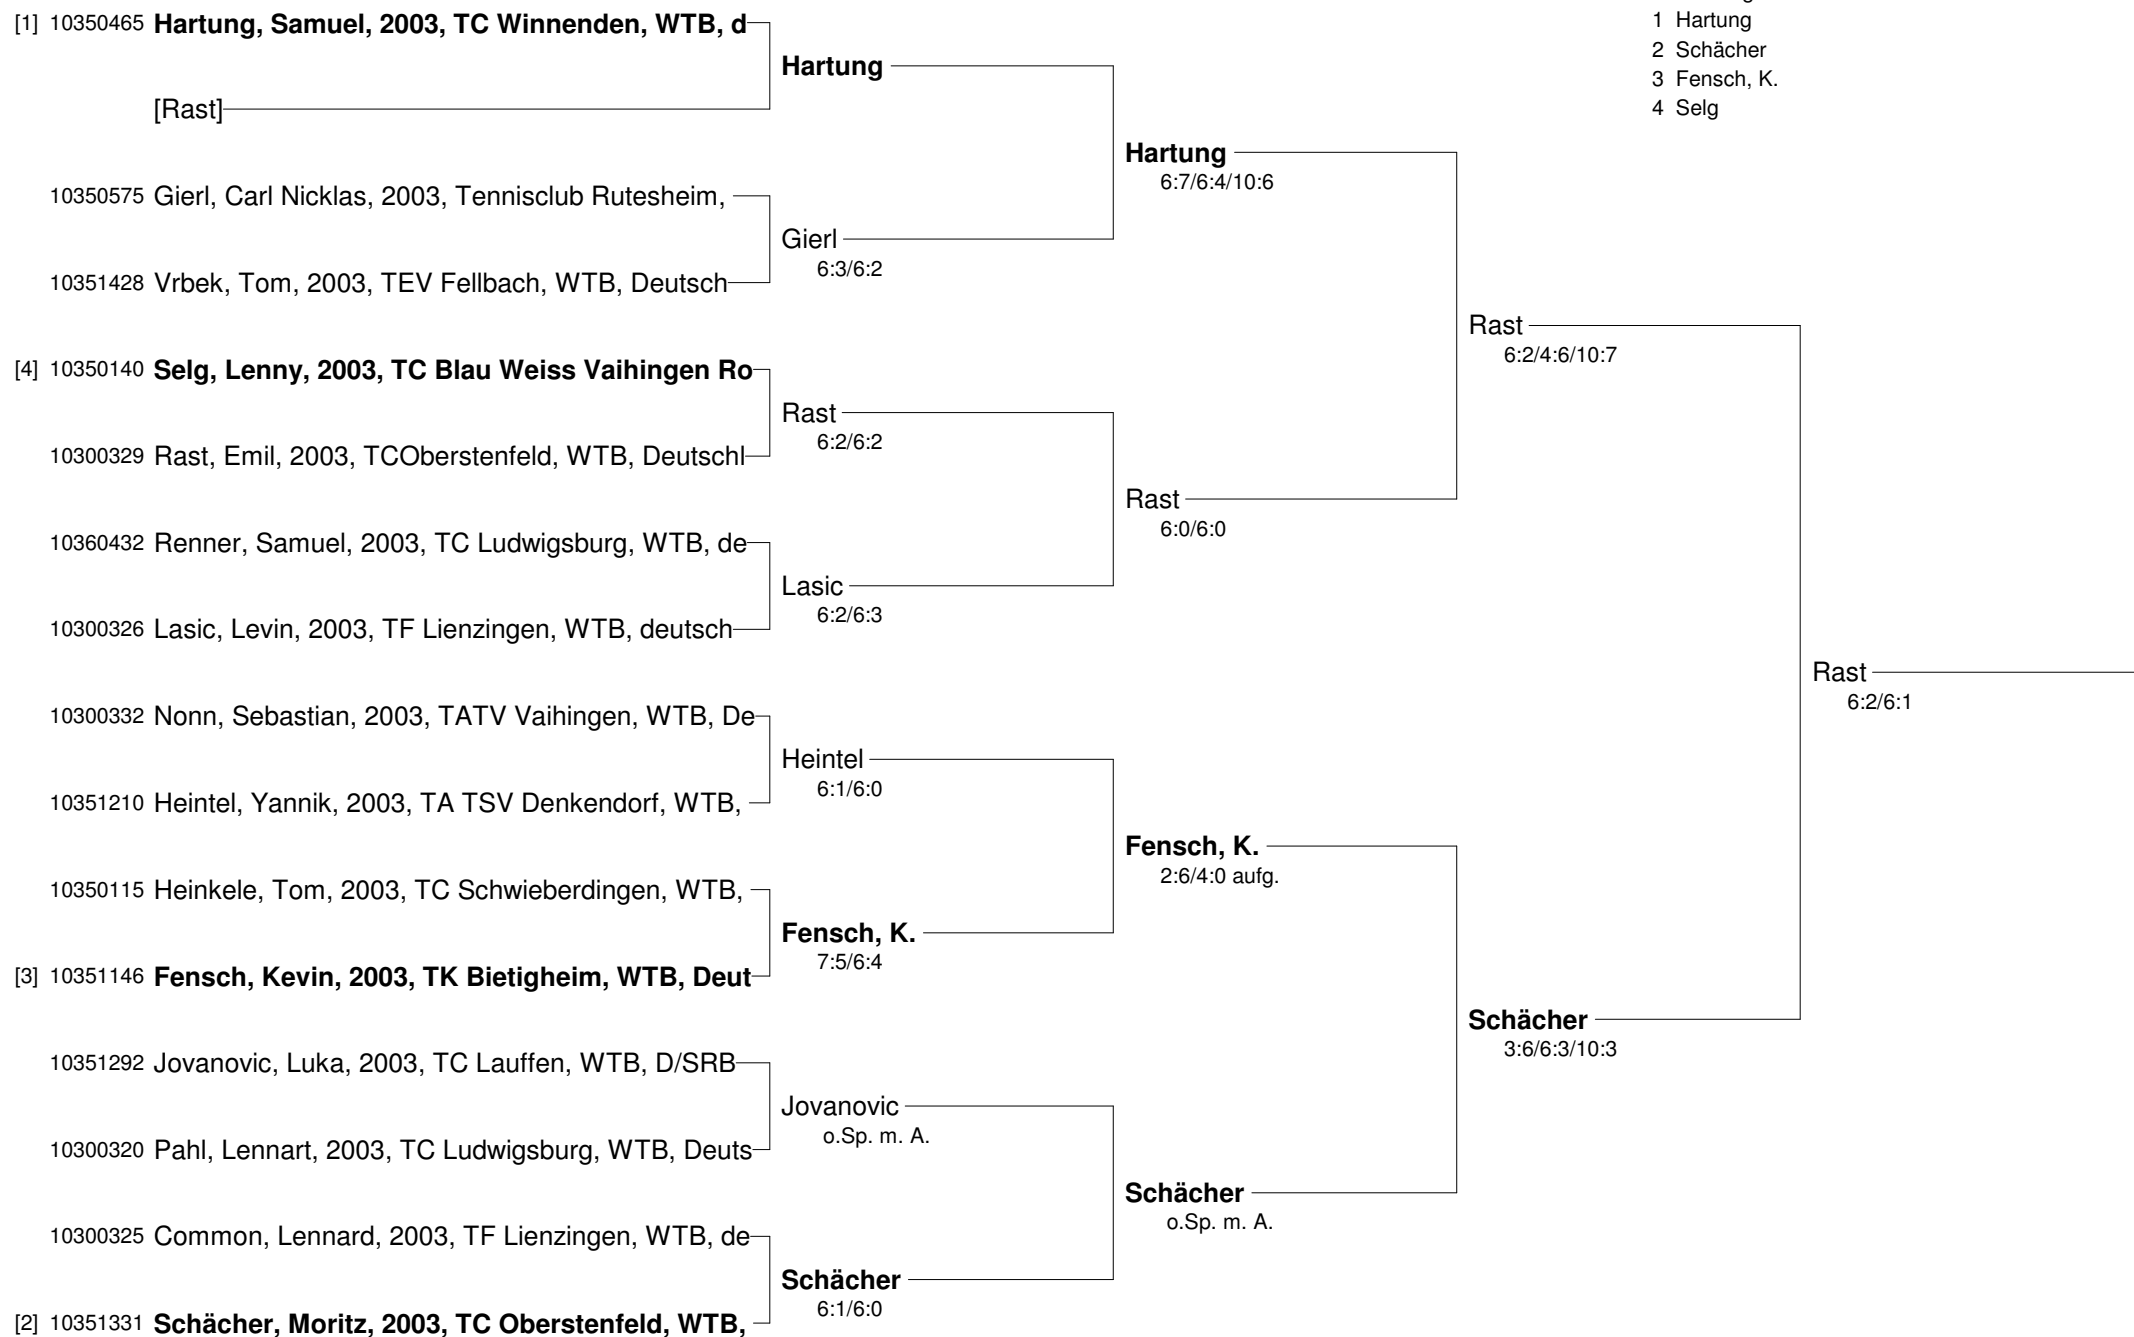 [1] 10350465 Hartung, Samuel, 2003, TC Winnenden, WTB, d
[Rast]
10350575 Gierl, Carl Nicklas, 2003, Tennisclub Rutesheim,
10351428 Vrbek, Tom, 2003, TEV Fellbach, WTB, Deutsch
[4] 10350140 Selg, Lenny, 2003, TC Blau Weiss Vaihingen Ro
10300329 Rast, Emil, 2003, TCOberstenfeld, WTB, Deutschl
10360432 Renner, Samuel, 2003, TC Ludwigsburg, WTB, de
10300326 Lasic, Levin, 2003, TF Lienzingen, WTB, deutsch
10300332 Nonn, Sebastian, 2003, TATV Vaihingen, WTB, De
10351210 Heintel, Yannik, 2003, TA TSV Denkendorf, WTB,
10350115 Heinkele, Tom, 2003, TC Schwieberdingen, WTB,
[3] 10351146 Fensch, Kevin, 2003, TK Bietigheim, WTB, Deut
10351292 Jovanovic, Luka, 2003, TC Lauffen, WTB, D/SRB
10300320 Pahl, Lennart, 2003, TC Ludwigsburg, WTB, Deuts
10300325 Common, Lennard, 2003, TF Lienzingen, WTB, de
[2] 10351331 Schächer, Moritz, 2003, TC Oberstenfeld, WTB,
Hartung
Gierl
6:3/6:2
Rast
6:2/6:2
Lasic
6:2/6:3
Heintel
6:1/6:0
Fensch, K.
7:5/6:4
Jovanovic
o.Sp. m. A.
Schächer
6:1/6:0
Hartung
6:7/6:4/10:6
Rast
6:0/6:0
Fensch, K.
2:6/4:0 aufg.
Schächer
o.Sp. m. A.
Rast
6:2/4:6/10:7
Schächer
3:6/6:3/10:3
Rast
6:2/6:1
1 Hartung
2 Schächer
3 Fensch, K.
4 Selg